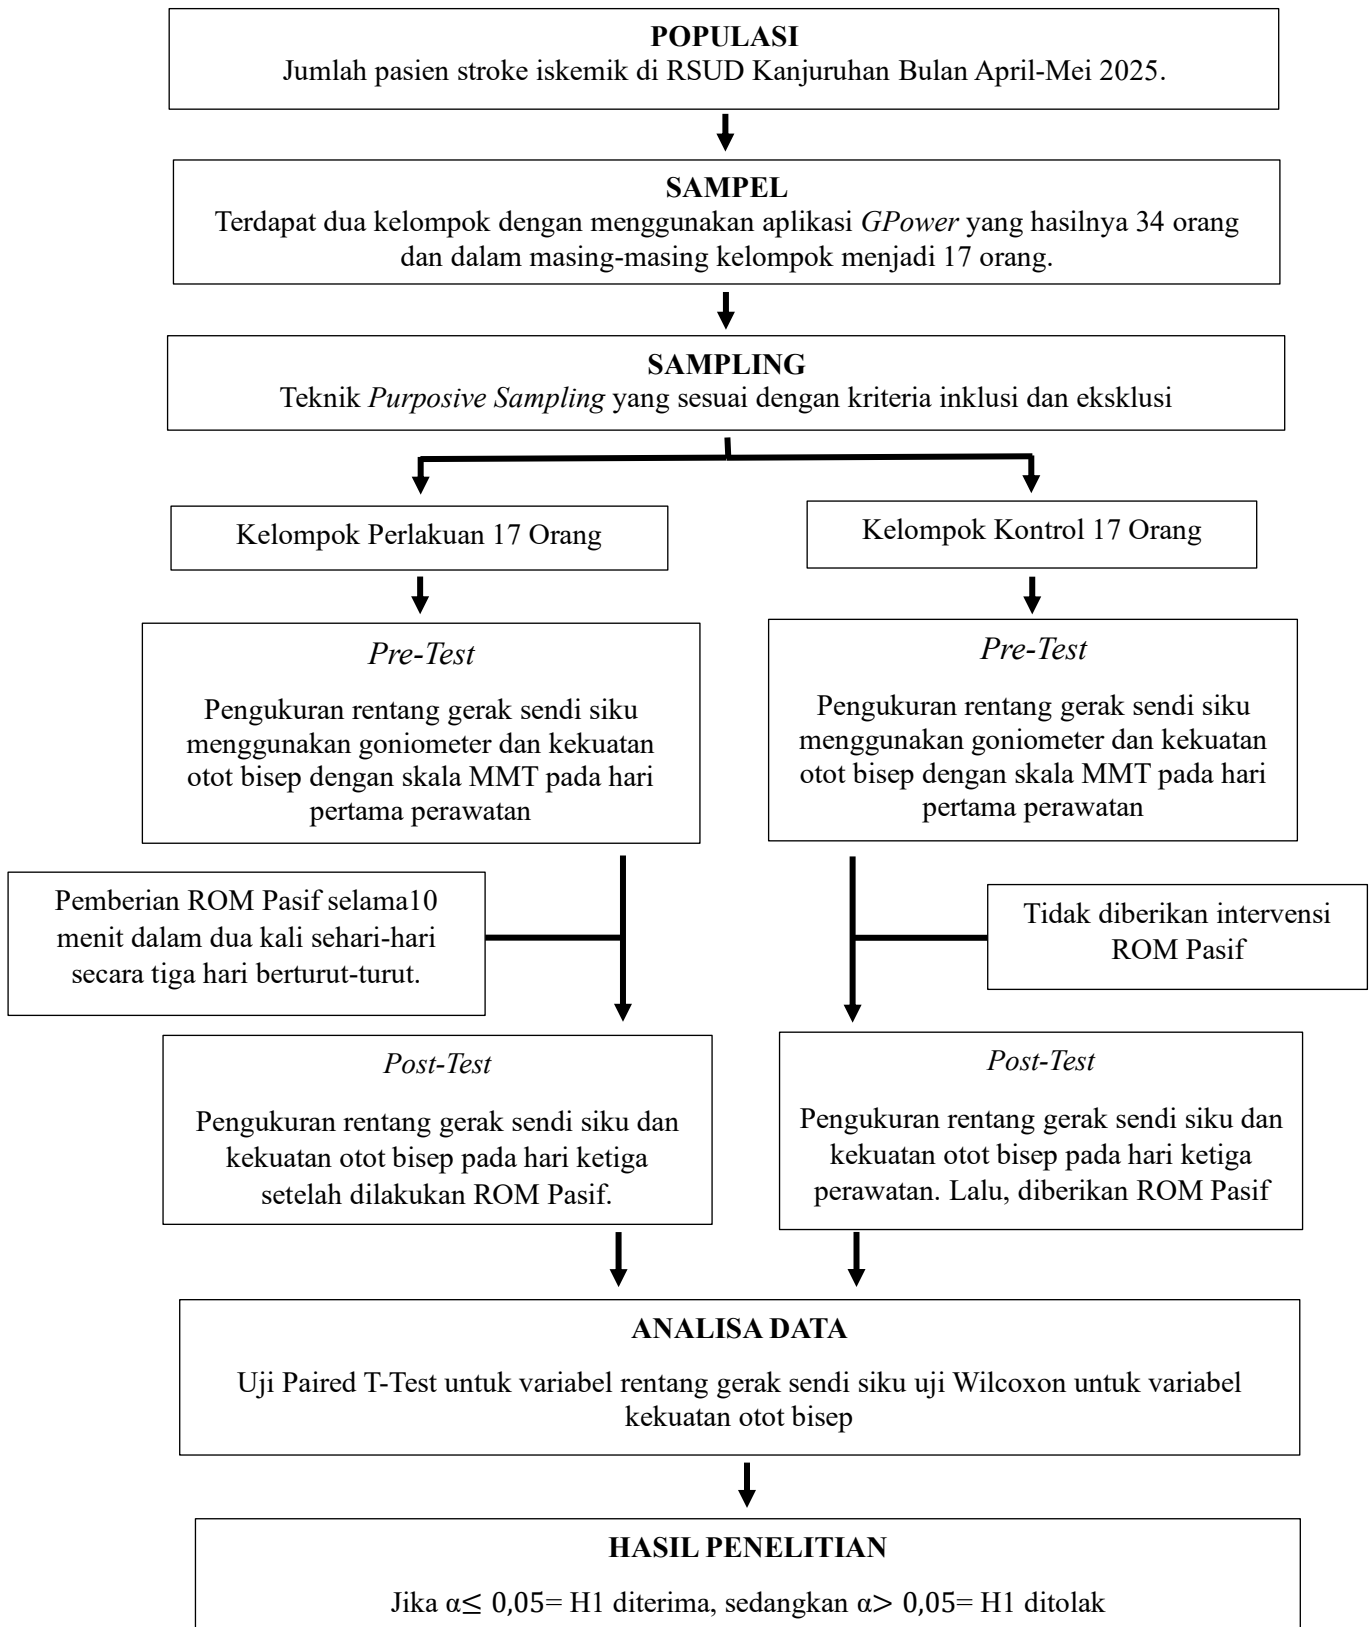 POPULASI
Jumlah pasien stroke iskemik di RSUD Kanjuruhan Bulan April-Mei 2025.
SAMPEL
Terdapat dua kelompok dengan menggunakan aplikasi GPower yang hasilnya 34 orang
dan dalam masing-masing kelompok menjadi 17 orang.
SAMPLING
Teknik Purposive Sampling yang sesuai dengan kriteria inklusi dan eksklusi
Kelompok Perlakuan 17 Orang
Kelompok Kontrol 17 Orang
Pre-Test
Pengukuran rentang gerak sendi siku
menggunakan goniometer dan kekuatan
otot bisep dengan skala MMT pada hari
pertama perawatan
Pre-Test
Pengukuran rentang gerak sendi siku
menggunakan goniometer dan kekuatan
otot bisep dengan skala MMT pada hari
pertama perawatan
Pemberian ROM Pasif selama10
menit dalam dua kali sehari-hari
secara tiga hari berturut-turut.
Tidak diberikan intervensi
ROM Pasif
Post-Test
Pengukuran rentang gerak sendi siku dan
kekuatan otot bisep pada hari ketiga
setelah dilakukan ROM Pasif.
Post-Test
Pengukuran rentang gerak sendi siku dan
kekuatan otot bisep pada hari ketiga
perawatan. Lalu, diberikan ROM Pasif
ANALISA DATA
Uji Paired T-Test untuk variabel rentang gerak sendi siku uji Wilcoxon untuk variabel
kekuatan otot bisep
HASIL PENELITIAN
Jika α≤ 0,05= H1 diterima, sedangkan α> 0,05= H1 ditolak